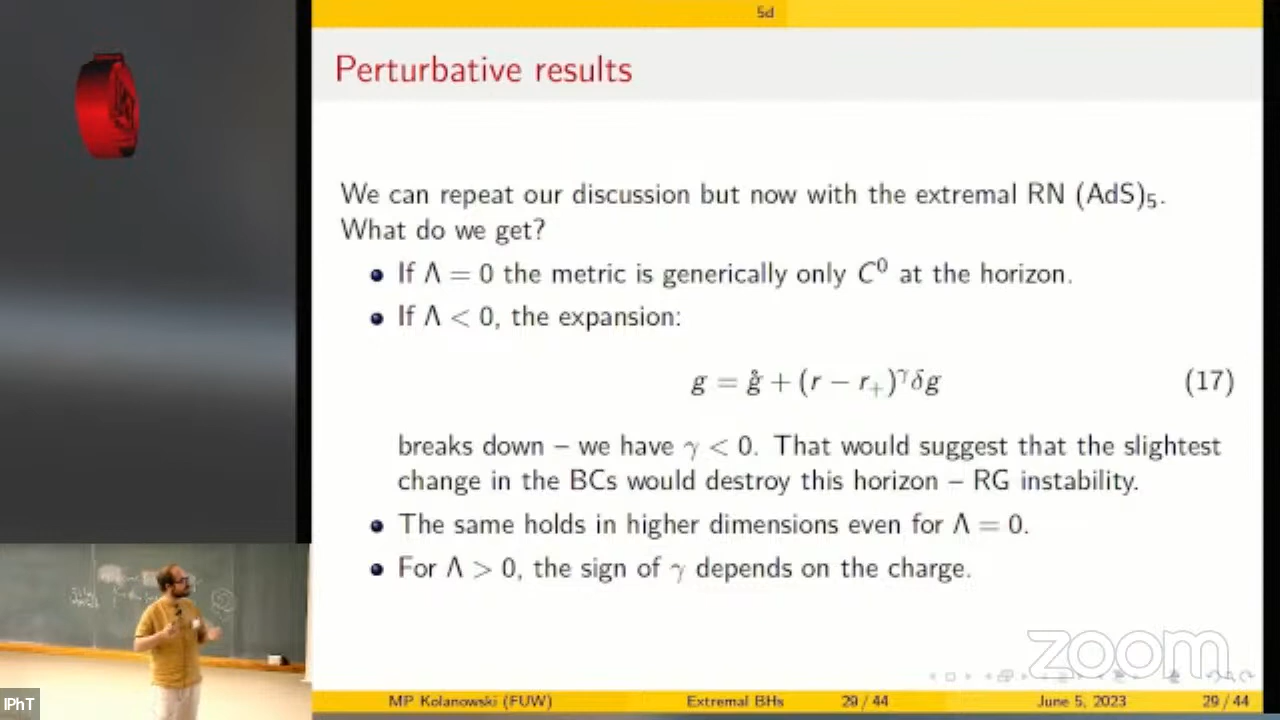 5d
Perturbative results
We can repeat our discussion but now with the extremal RN (AdS)₅.
What do we get?
If Λ = 0 the metric is generically only C⁰ at the horizon.
If Λ < 0, the expansion:
g = g̊ + (r − r₊)^γ δg (17)
breaks down – we have γ < 0. That would suggest that the slightest
change in the BCs would destroy this horizon – RG instability.
The same holds in higher dimensions even for Λ = 0.
For Λ > 0, the sign of γ depends on the charge.
zoom
MP Kolanowski (FUW) Extremal BHs 29 / 44 June 5, 2023 29 / 44
IPhT